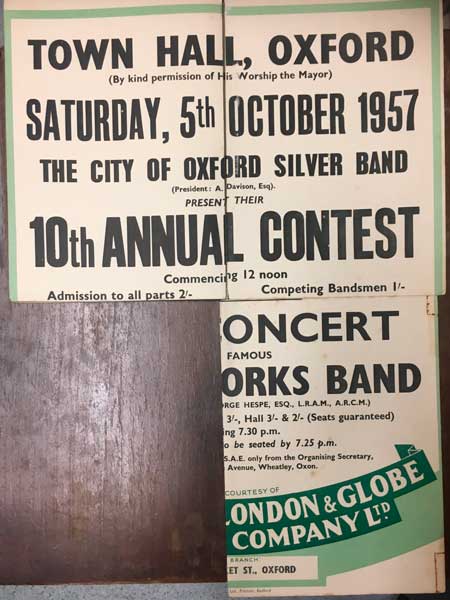 TOWN HALL, OXFORD
(By kind permission of His Worship the Mayor)
SATURDAY, 5th OCTOBER 1957
THE CITY OF OXFORD SILVER BAND
(President: A. Davison, Esq).
PRESENT THEIR
10th ANNUAL CONTEST
Commencing 12 noon
Admission to all parts 2/- Competing Bandsmen 1/-
ONCERT
FAMOUS
ORKS BAND
RGE HESPE, ESQ., L.R.A.M., A.R.C.M.)
3/-, Hall 3/- & 2/- (Seats guaranteed)
ng 7.30 p.m.
o be seated by 7.25 p.m.
S.A.E. only from the Organising Secretary,
Avenue, Wheatley, Oxon.
COURTESY OF
LONDON & GLOBE
COMPANY LTD.
BRANCH
ET ST., OXFORD